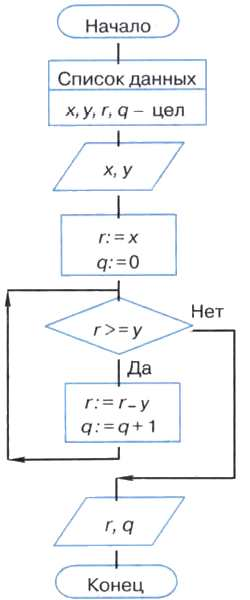 Начало
Список данных
x, y, r, q – цел
x, y
r:=x
q:=0
r>=y
Нет
Да
r:=r–y
q:=q+1
r, q
Конец